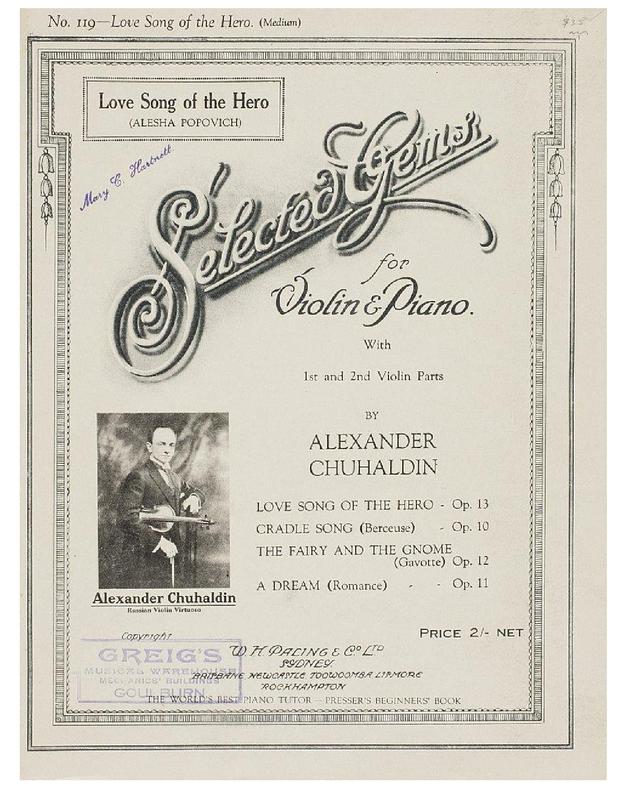 No. 119—Love Song of the Hero. (Medium)
$35
Love Song of the Hero
(ALESHA POPOVICH)
Mary C. Hartnett
Selected Gems
for
Violin & Piano.
With
1st and 2nd Violin Parts
BY
ALEXANDER
CHUHALDIN
LOVE SONG OF THE HERO - Op. 13
CRADLE SONG (Berceuse) - Op. 10
THE FAIRY AND THE GNOME
(Gavotte) Op. 12
A DREAM (Romance) - - Op. 11
Alexander Chuhaldin
Russian Violin Virtuoso
Copyright
PRICE 2/- NET
W. H. PALING & Co LTD
SYDNEY.
BRISBANE, NEWCASTLE, TOOWOOMBA, LISMORE
ROCKHAMPTON
GREIG'S
MUSICAL WAREHOUSE
MECHANICS' BUILDINGS
GOULBURN
THE WORLD'S BEST PIANO TUTOR — PRESSER'S BEGINNERS' BOOK